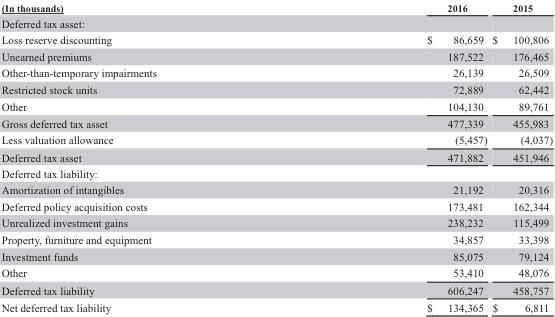 (In thousands) 2016 2015
Deferred tax asset:
Loss reserve discounting $ 86,659 $ 100,806
Unearned premiums 187,522 176,465
Other-than-temporary impairments 26,139 26,509
Restricted stock units 72,889 62,442
Other 104,130 89,761
Gross deferred tax asset 477,339 455,983
Less valuation allowance (5,457) (4,037)
Deferred tax asset 471,882 451,946
Deferred tax liability:
Amortization of intangibles 21,192 20,316
Deferred policy acquisition costs 173,481 162,344
Unrealized investment gains 238,232 115,499
Property, furniture and equipment 34,857 33,398
Investment funds 85,075 79,124
Other 53,410 48,076
Deferred tax liability 606,247 458,757
Net deferred tax liability $ 134,365 $ 6,811